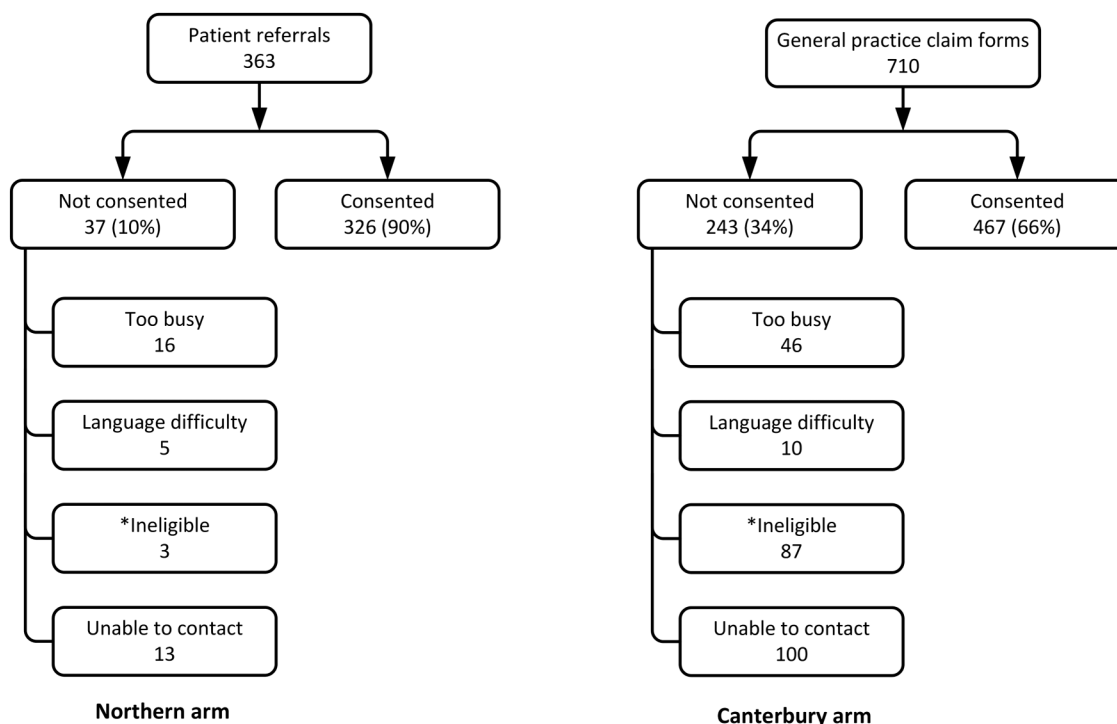 Patient referrals
363
Not consented
37 (10%)
Consented
326 (90%)
Too busy
16
Language difficulty
5
*Ineligible
3
Unable to contact
13
Northern arm
General practice claim forms
710
Not consented
243 (34%)
Consented
467 (66%)
Too busy
46
Language difficulty
10
*Ineligible
87
Unable to contact
100
Canterbury arm